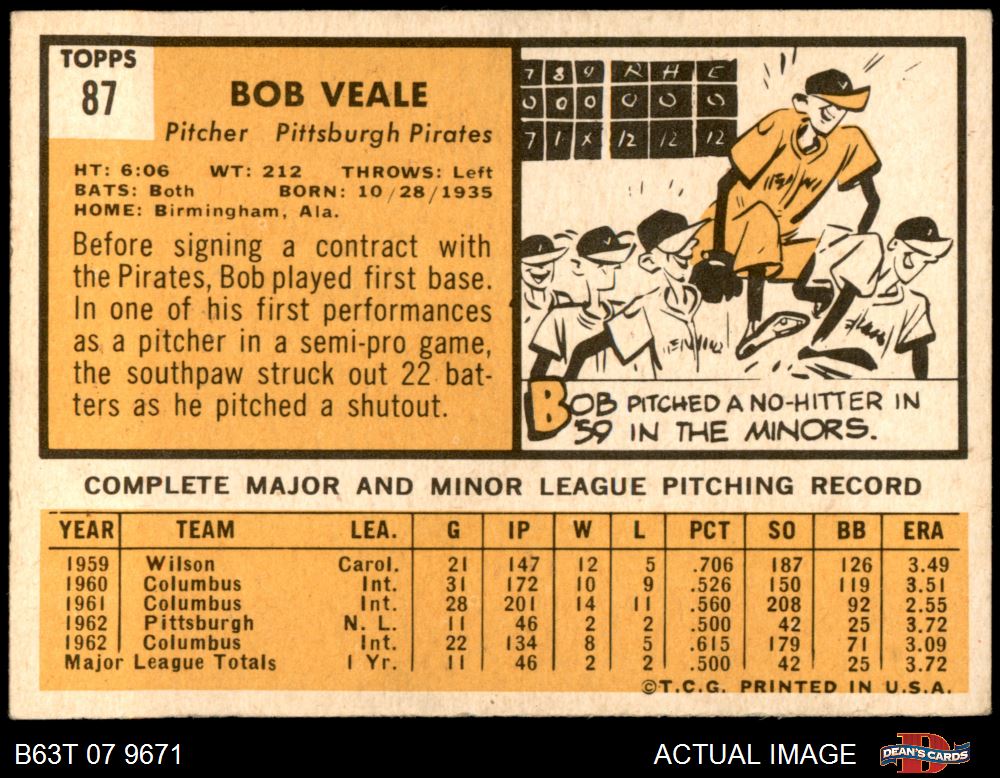 TOPPS
87
BOB VEALE
Pitcher Pittsburgh Pirates
HT: 6:06 WT: 212 THROWS: Left
BATS: Both BORN: 10/28/1935
HOME: Birmingham, Ala.
Before signing a contract with
the Pirates, Bob played first base.
In one of his first performances
as a pitcher in a semi-pro game,
the southpaw struck out 22 bat-
ters as he pitched a shutout.
7 8 9 R H E
0 0 0 0 0 0
7 1 X 12 12 12
BOB PITCHED A NO-HITTER IN
'59 IN THE MINORS.
COMPLETE MAJOR AND MINOR LEAGUE PITCHING RECORD
YEAR TEAM LEA. G IP W L PCT SO BB ERA
1959 Wilson Carol. 21 147 12 5 .706 187 126 3.49
1960 Columbus Int. 31 172 10 9 .526 150 119 3.51
1961 Columbus Int. 28 201 14 11 .560 208 92 2.55
1962 Pittsburgh N. L. 11 46 2 2 .500 42 25 3.72
1962 Columbus Int. 22 134 8 5 .615 179 71 3.09
Major League Totals 1 Yr. 11 46 2 2 .500 42 25 3.72
©T.C.G. PRINTED IN U.S.A.
B63T 07 9671 ACTUAL IMAGE DEAN'S CARDS